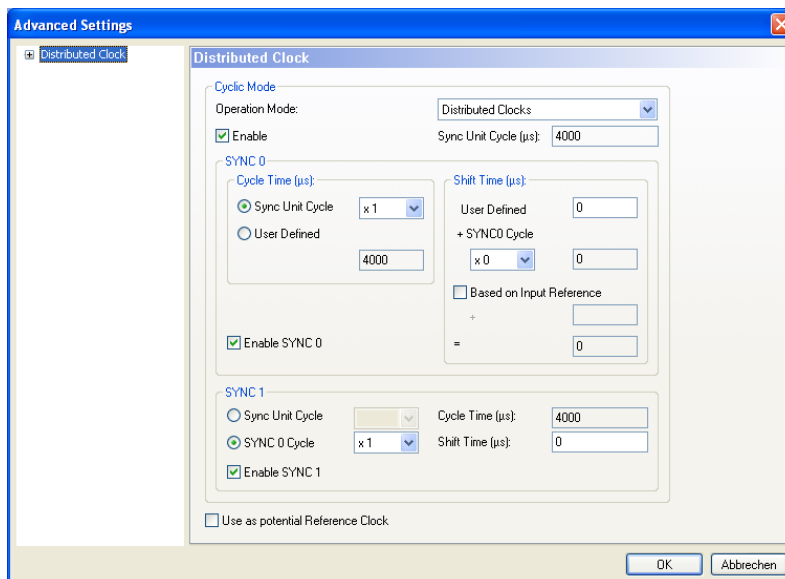 Advanced Settings
Distributed Clock
Distributed Clock
Cyclic Mode
Operation Mode: Distributed Clocks
Enable Sync Unit Cycle (µs): 4000
SYNC 0
Cycle Time (µs):
Sync Unit Cycle x 1
User Defined
4000
Enable SYNC 0
Shift Time (µs):
User Defined 0
+ SYNC0 Cycle
x 0 0
Based on Input Reference
+
= 0
SYNC 1
Sync Unit Cycle Cycle Time (µs): 4000
SYNC 0 Cycle x 1 Shift Time (µs): 0
Enable SYNC 1
Use as potential Reference Clock
OK Abbrechen